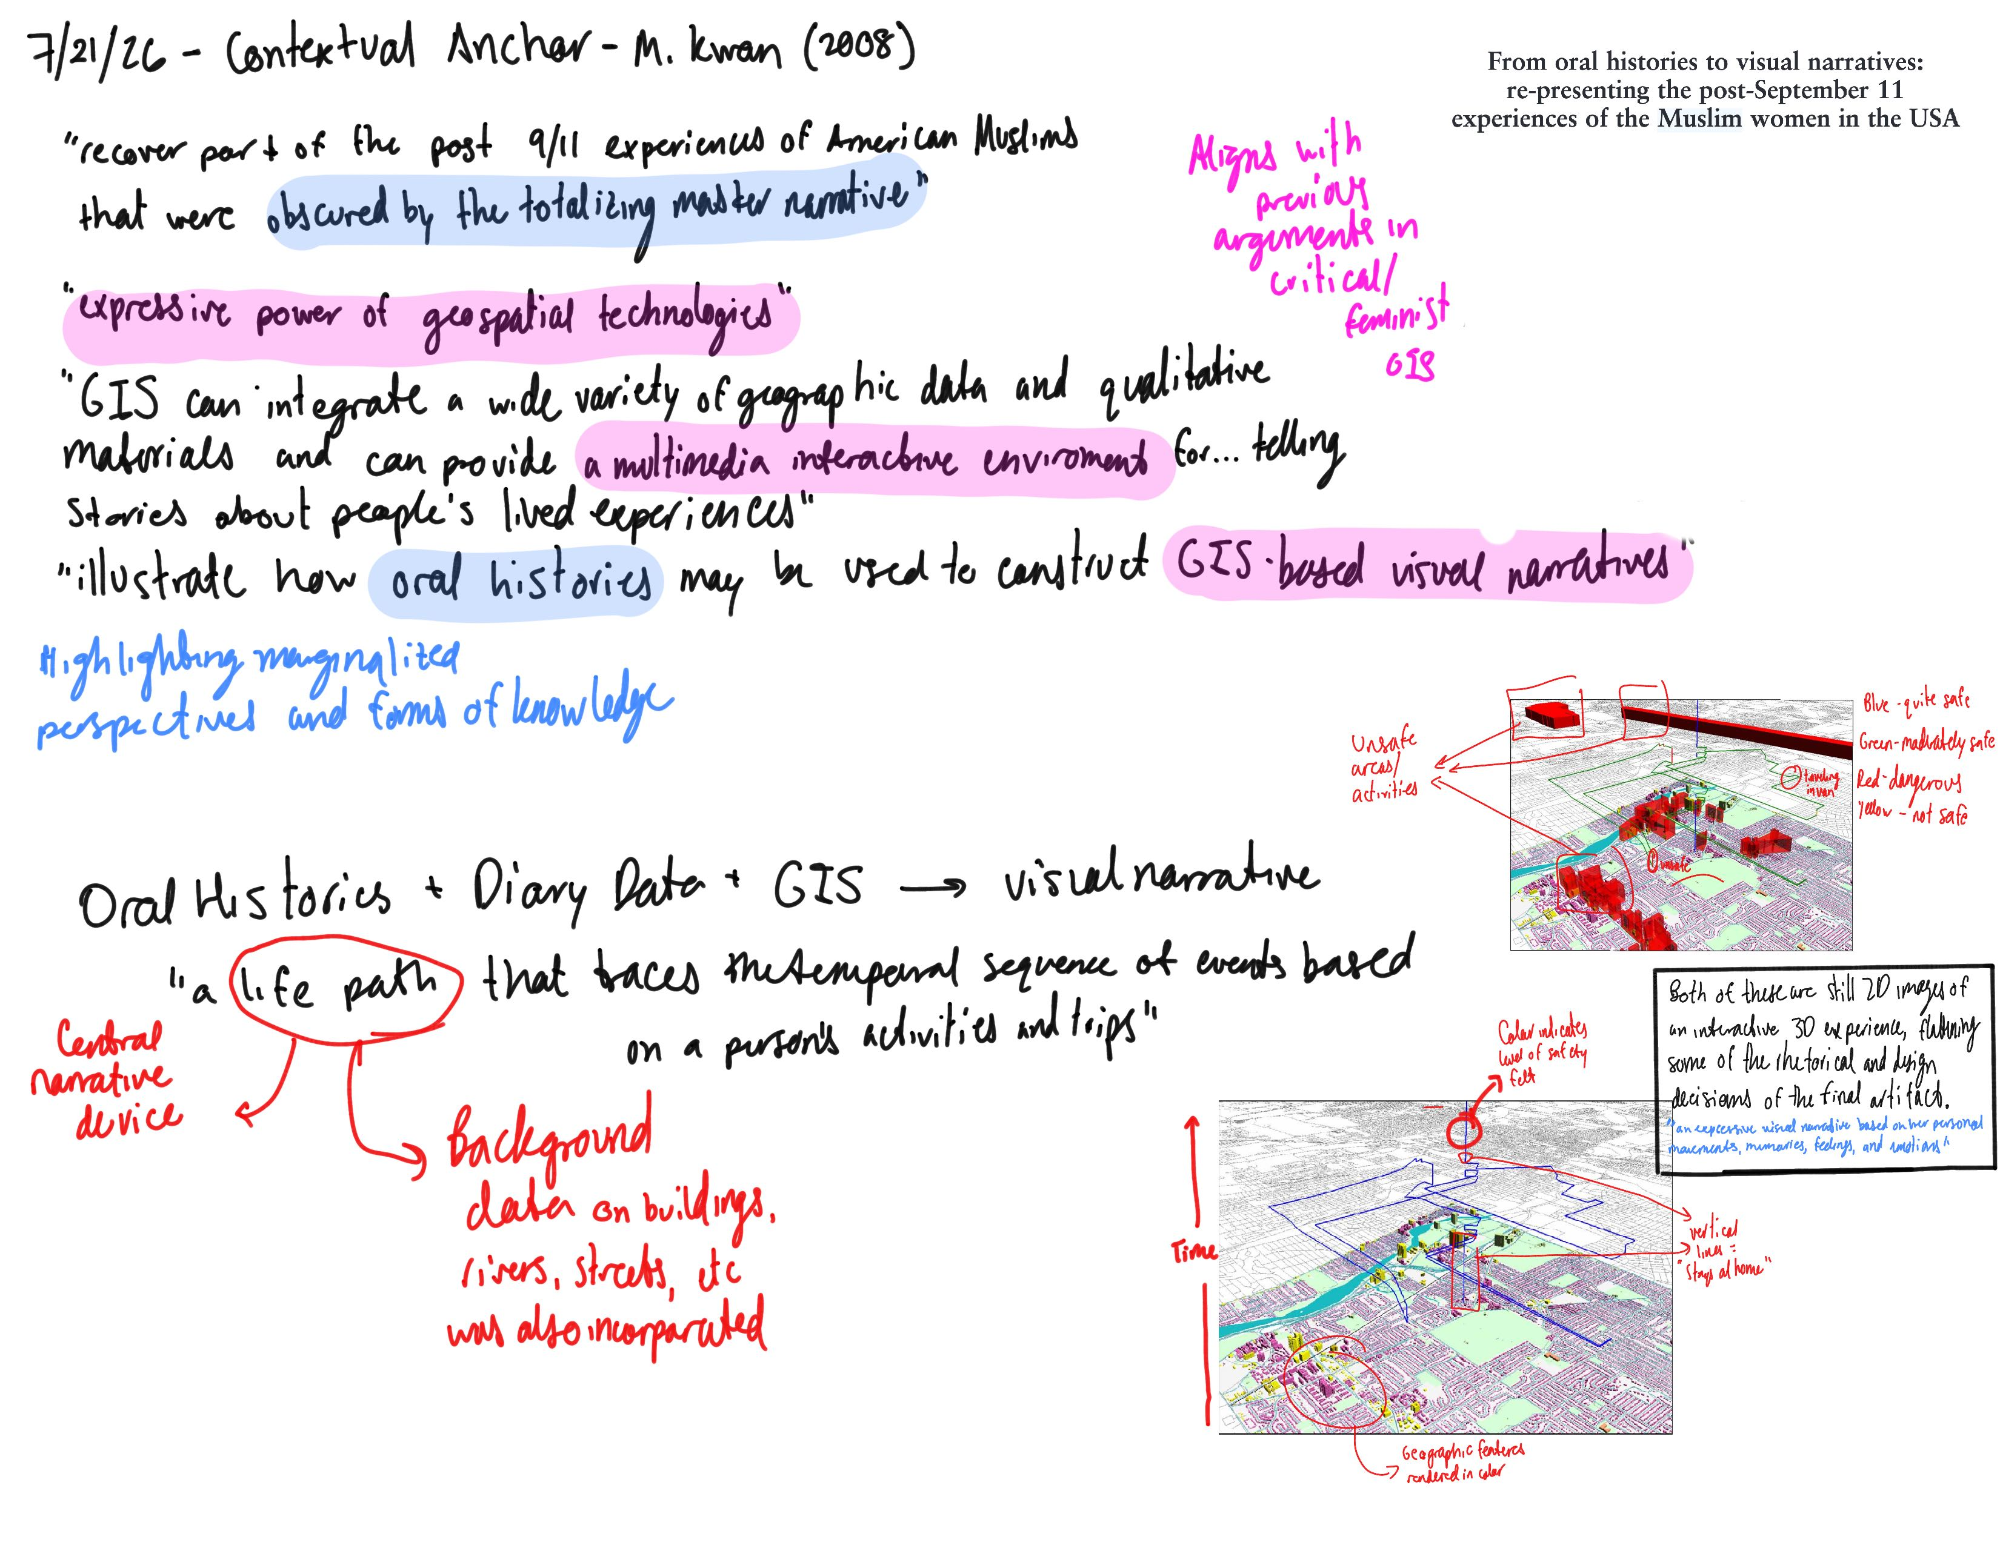 7/21/26 - Contextual Anchor - M. Kwan (2008)
From oral histories to visual narratives:
re-presenting the post-September 11
experiences of the Muslim women in the USA
"recover part of the post 9/11 experiences of American Muslims
that were obscured by the totalizing master narrative"
Aligns with
previous
arguments in
critical/
feminist
GIS
"expressive power of geospatial technologies"
"GIS can integrate a wide variety of geographic data and qualitative
materials and can provide a multimedia interactive enviroment for... telling
stories about people's lived experiences"
"illustrate how oral histories may be used to construct GIS-based visual narratives"
Highlighting marginalized
perspectives and forms of knowledge
Unsafe
areas/
activities
traveling
in van
unsafe
Blue - quite safe
Green - moderately safe
Red - dangerous
Yellow - not safe
Oral Histories + Diary Data + GIS → visual narrative
"a life path that traces the temporal sequence of events based
on a person's activities and trips"
Central
narrative
device
Background
data on buildings,
rivers, streets, etc
was also incorporated
Both of these are still 2D images of
an interactive 3D experience, flattening
some of the rhetorical and design
decisions of the final artifact.
"an expressive visual narrative based on her personal
movements, memories, feelings, and emotions"
Color indicates
level of safety
felt
Time
vertical
lines =
"stays at home"
Geographic features
rendered in color